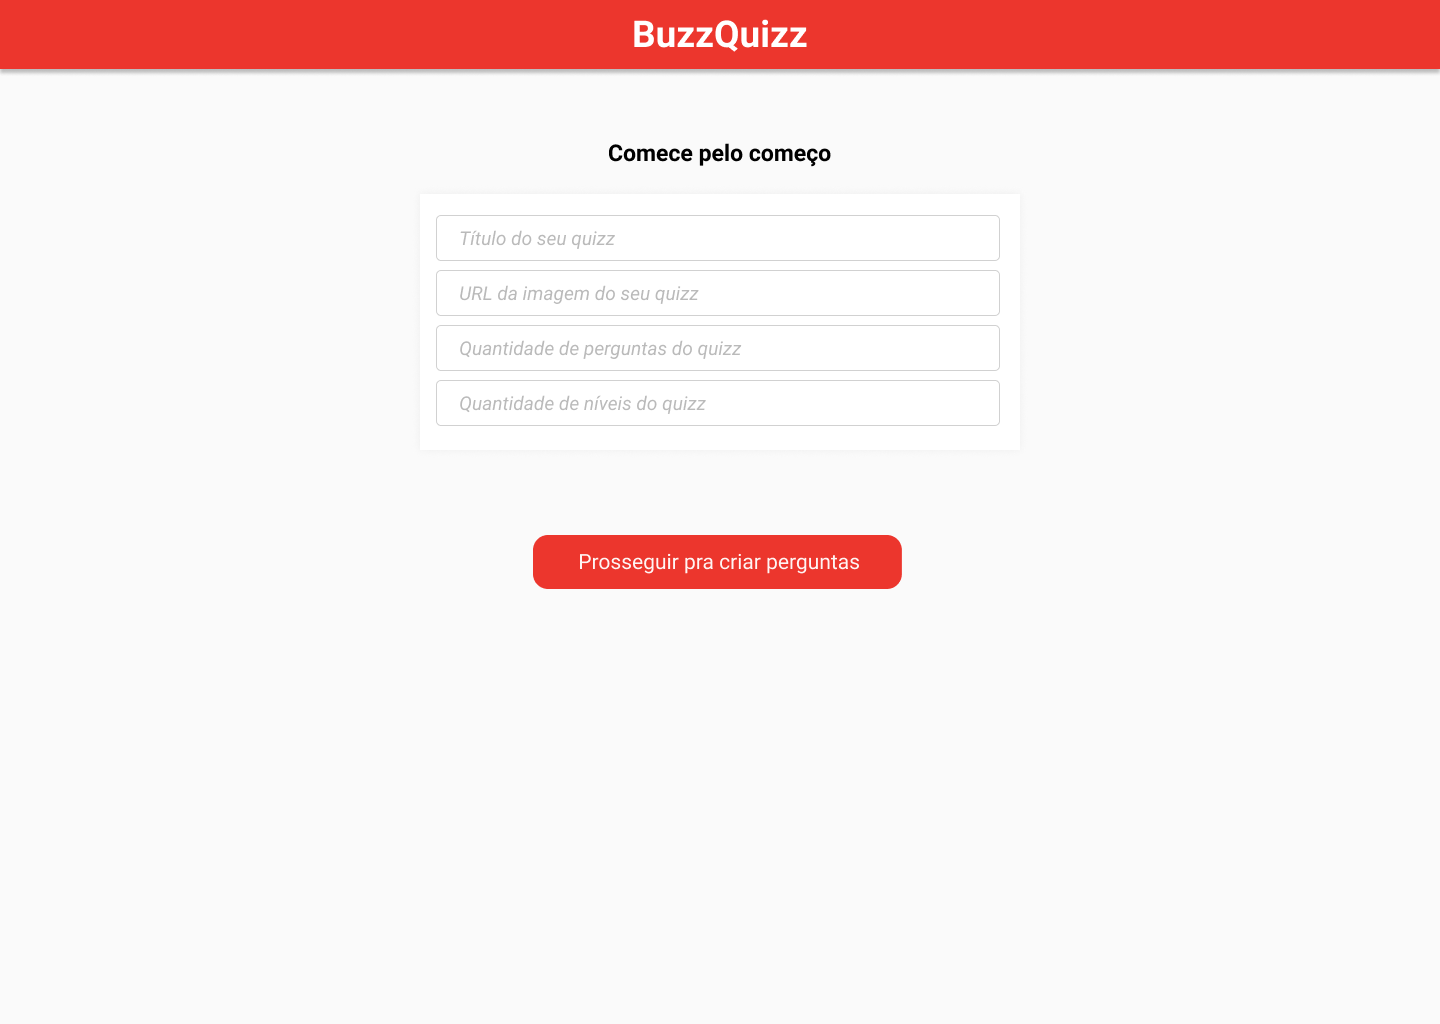 BuzzQuizz
Comece pelo começo
Título do seu quizz
URL da imagem do seu quizz
Quantidade de perguntas do quizz
Quantidade de níveis do quizz
Prosseguir pra criar perguntas